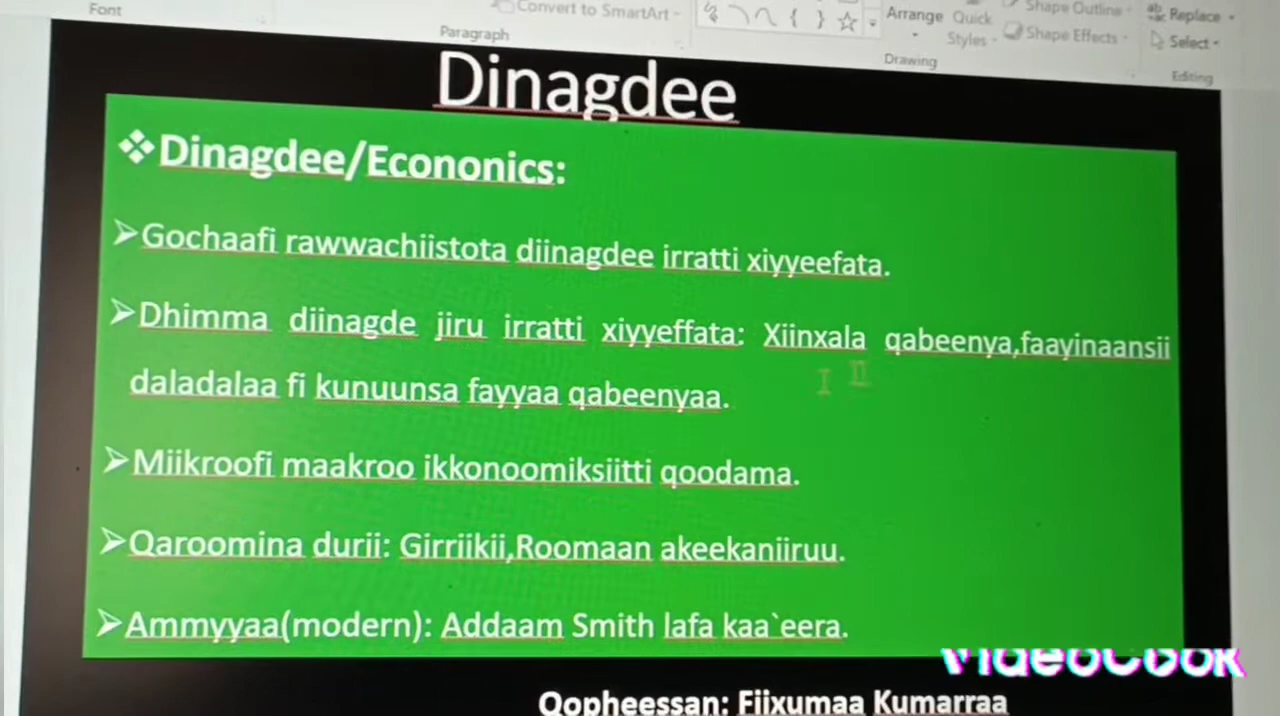 Font
Paragraph
Convert to SmartArt
Arrange
Quick
Styles
Shape Outline
Shape Effects
Drawing
Replace
Select
Editing
Dinagdee
Dinagdee/Econonics:
Gochaafi rawwachiistota diinagdee irratti xiyyeefata.
Dhimma diinagde jiru irratti xiyyeffata: Xiinxala qabeenya,faayinaansii
daladalaa fi kunuunsa fayyaa qabeenyaa.
Miikroofi maakroo ikkonoomiksiitti qoodama.
Qaroomina durii: Girriikii,Roomaan akeekaniiruu.
Ammyyaa(modern): Addaam Smith lafa kaa`eera.
VideoCook
Qopheessan: Fiixumaa Kumarraa